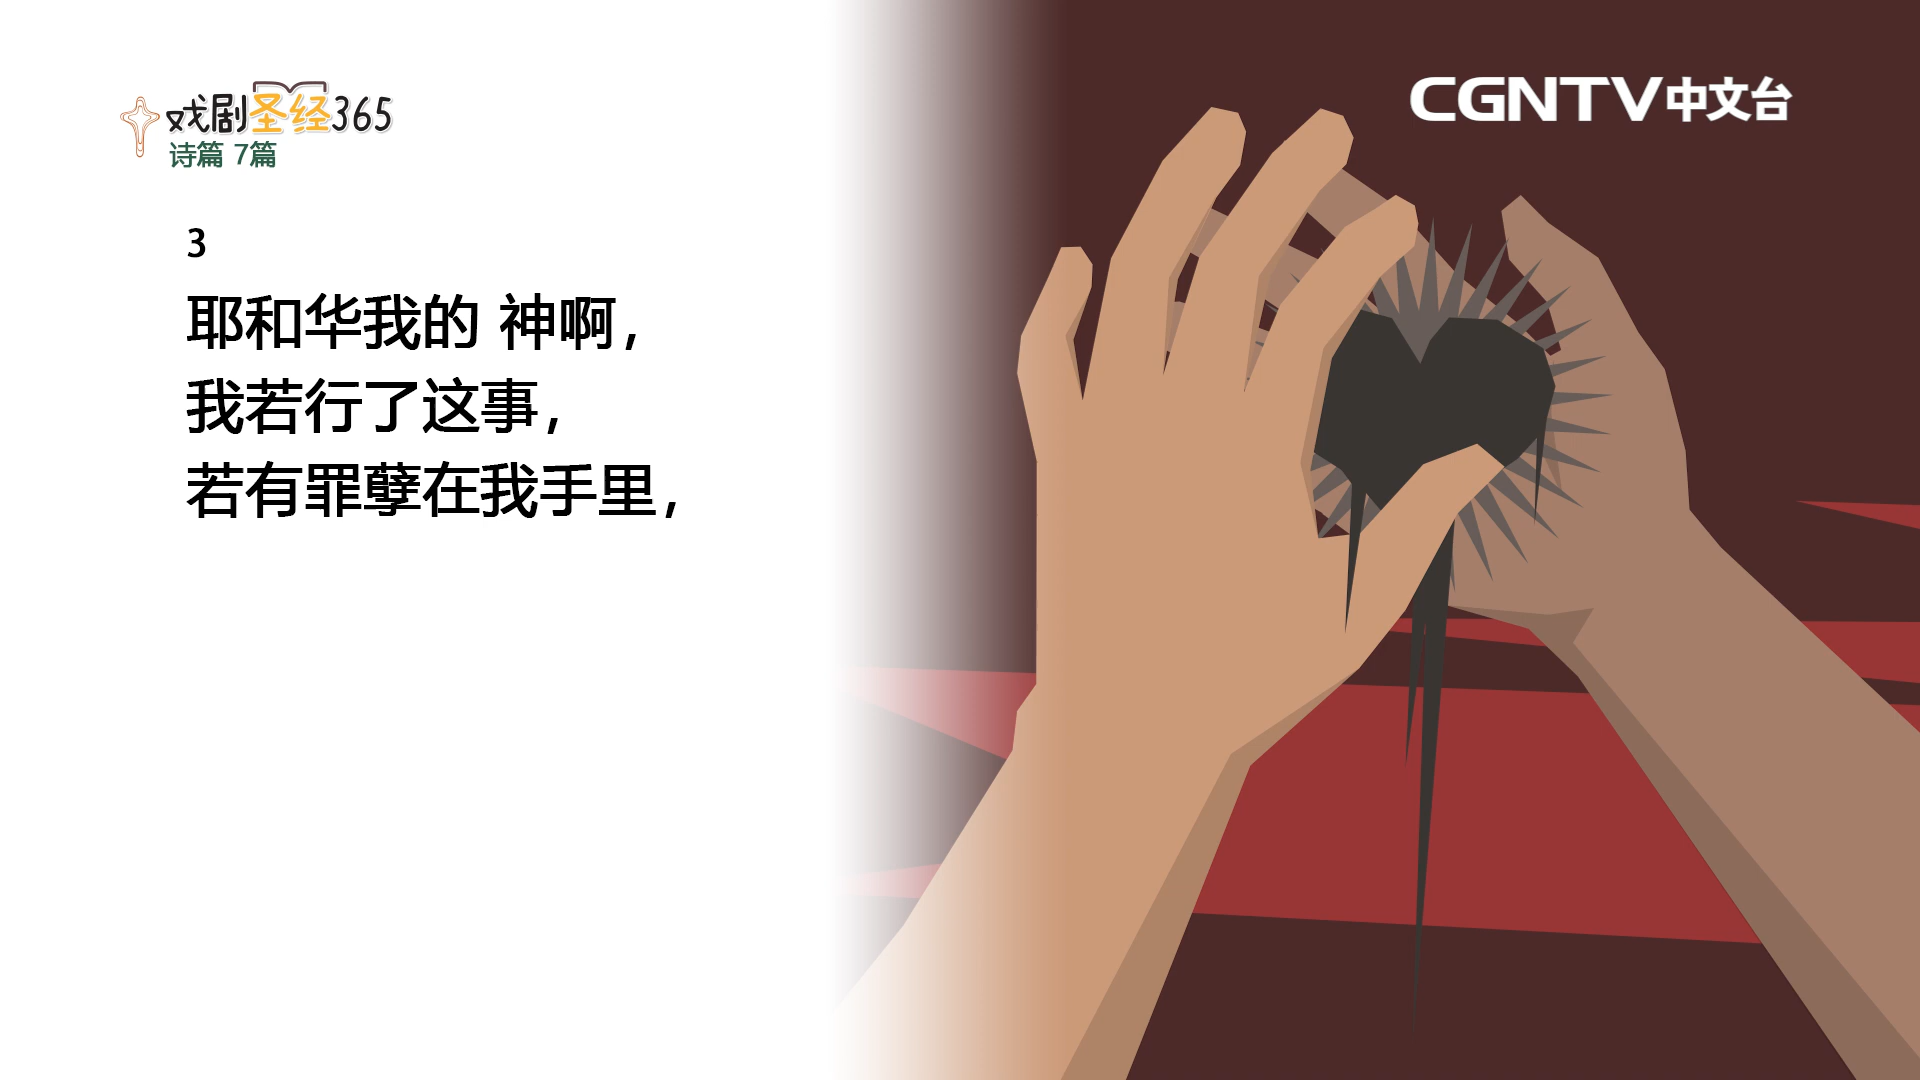 戏剧圣经365
诗篇 7篇
CGNTV中文台
3
耶和华我的 神啊，
我若行了这事，
若有罪孽在我手里，